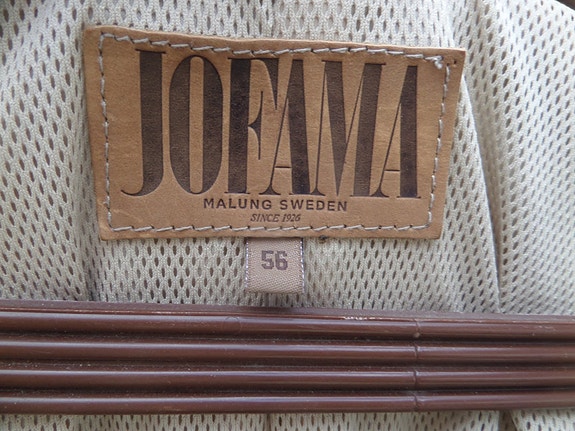 JOFAMA
MALUNG SWEDEN
SINCE 1926
56